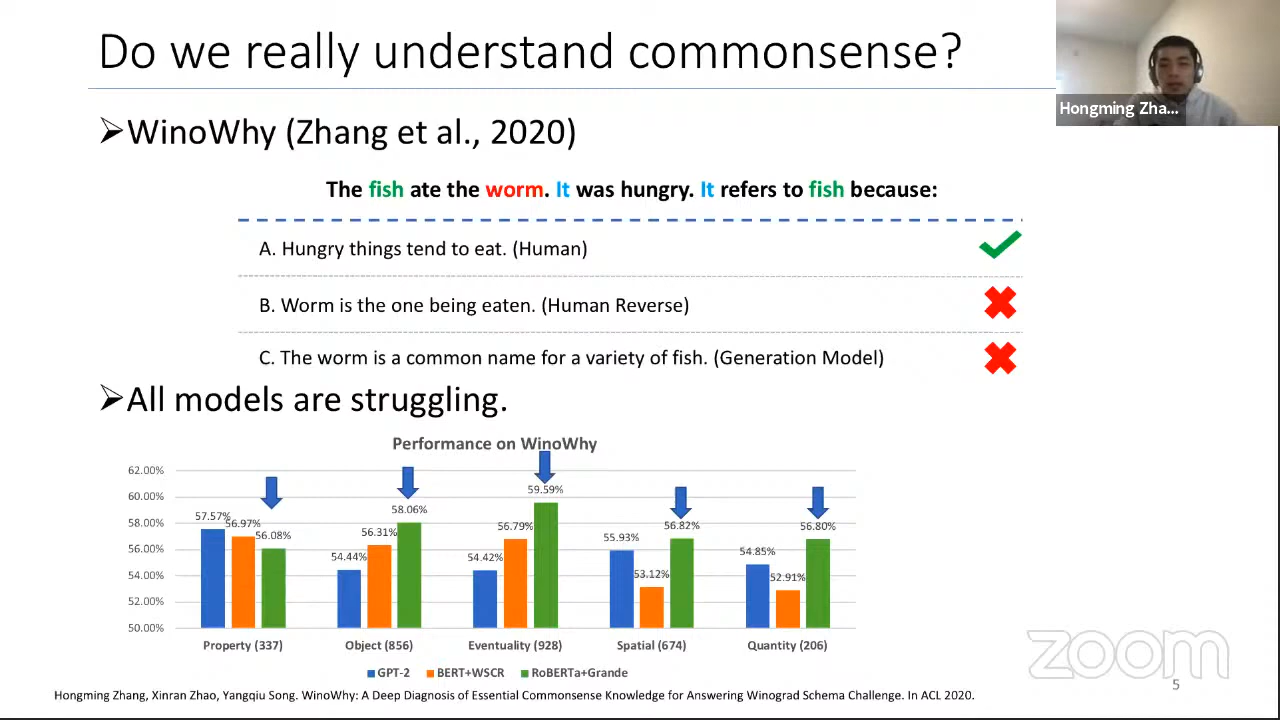 Do we really understand commonsense?
Hongming Zha...
➢WinoWhy (Zhang et al., 2020)
The fish ate the worm. It was hungry. It refers to fish because:
A. Hungry things tend to eat. (Human)
B. Worm is the one being eaten. (Human Reverse)
C. The worm is a common name for a variety of fish. (Generation Model)
➢All models are struggling.
Performance on WinoWhy
62.00%
60.00%
58.00%
56.00%
54.00%
52.00%
50.00%
57.57%
56.97%
56.08%
54.44%
56.31%
58.06%
54.42%
56.79%
59.59%
55.93%
53.12%
56.82%
54.85%
52.91%
56.80%
Property (337)
Object (856)
Eventuality (928)
Spatial (674)
Quantity (206)
GPT-2
BERT+WSCR
RoBERTa+Grande
zoom
5
Hongming Zhang, Xinran Zhao, Yangqiu Song. WinoWhy: A Deep Diagnosis of Essential Commonsense Knowledge for Answering Winograd Schema Challenge. In ACL 2020.